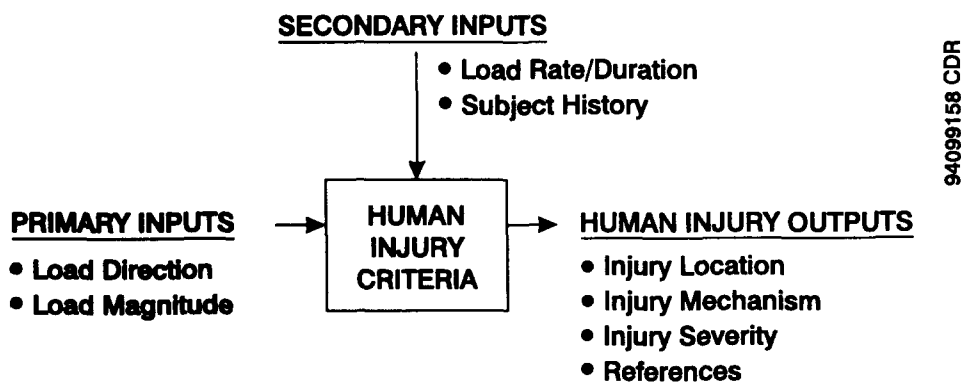 SECONDARY INPUTS
• Load Rate/Duration
• Subject History
PRIMARY INPUTS
• Load Direction
• Load Magnitude
HUMAN
INJURY
CRITERIA
HUMAN INJURY OUTPUTS
• Injury Location
• Injury Mechanism
• Injury Severity
• References
94099158 CDR